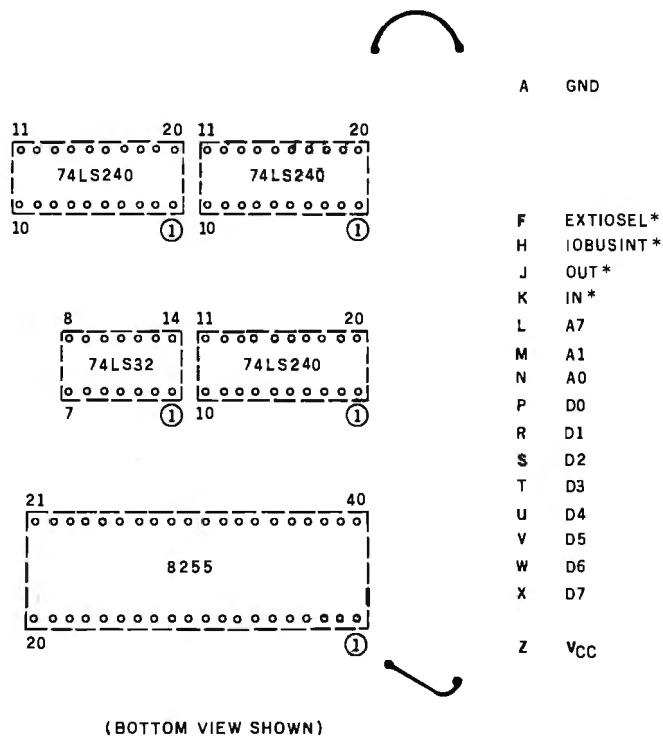 A GND
11 20 11 20
74LS240 74LS240
10 1 10 1
F EXTIOSEL*
H IOBUSINT*
J OUT*
K IN*
L A7
M A1
N A0
P D0
R D1
S D2
T D3
U D4
V D5
W D6
X D7
Z VCC
8 14 11 20
74LS32 74LS240
7 1 10 1
21 40
8255
20 1
(BOTTOM VIEW SHOWN)